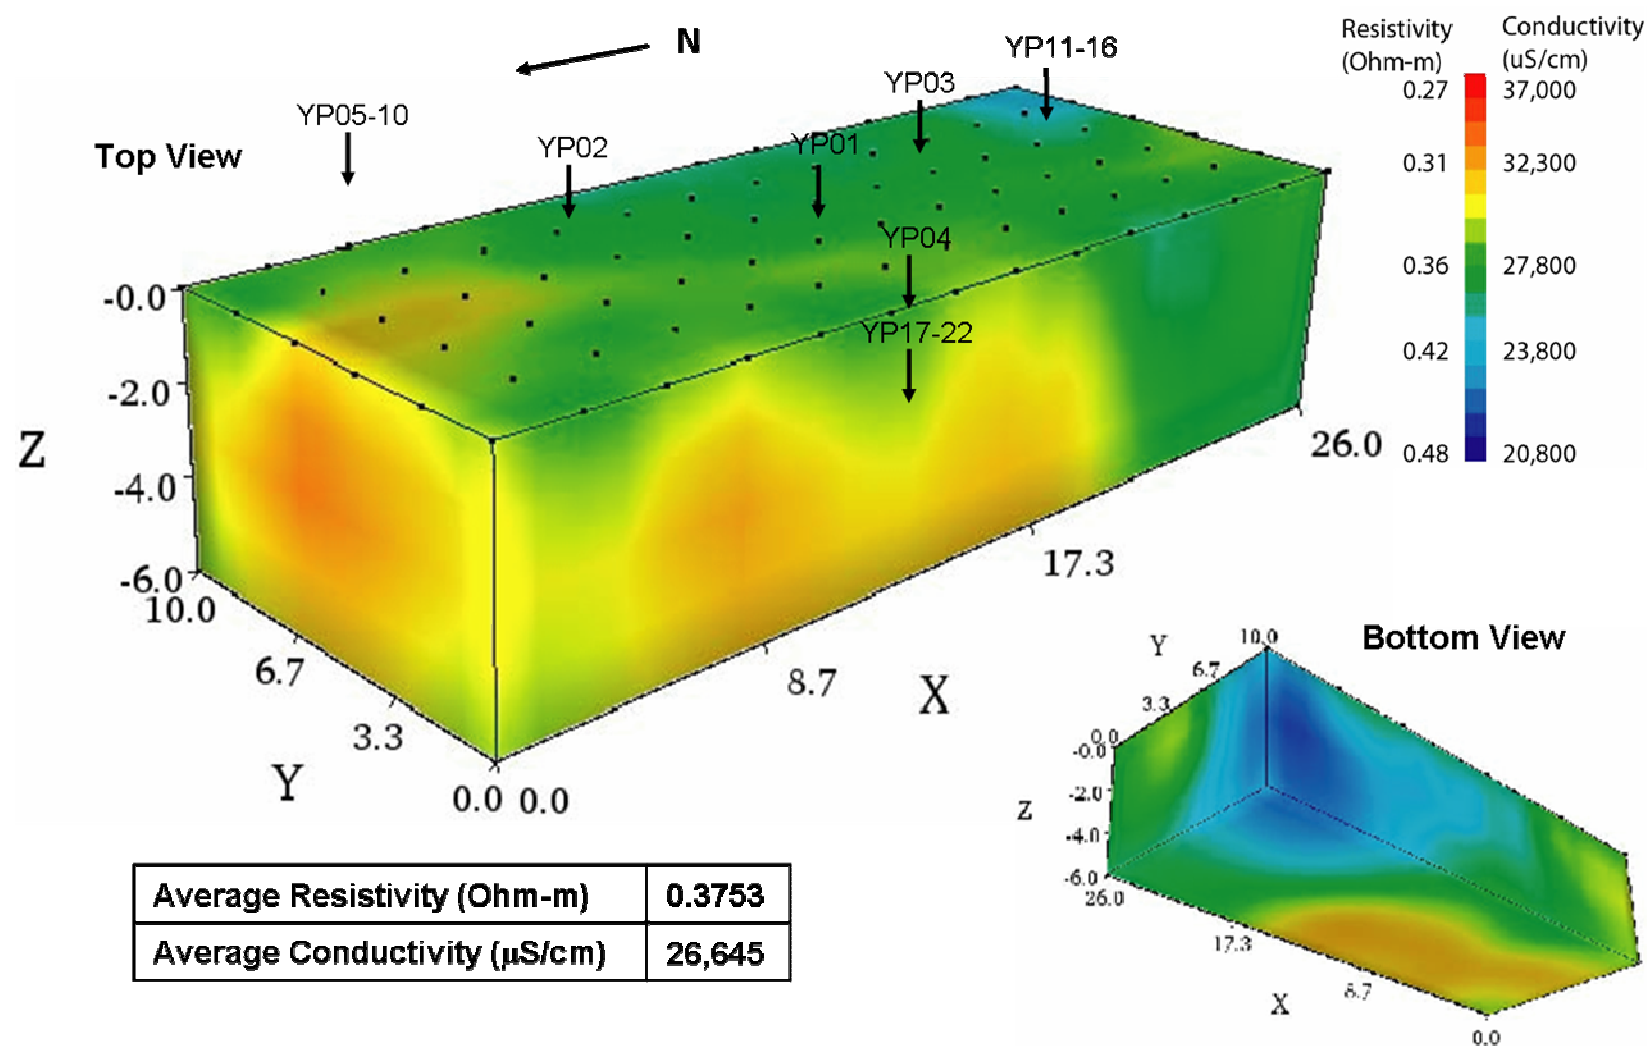 N
YP11-16
Resistivity
(Ohm-m)
Conductivity
(uS/cm)
YP03
YP05-10
YP02
YP01
Top View
0.27 37,000
0.31 32,300
0.36 27,800
0.42 23,800
0.48 20,800
YP04
YP17-22
-0.0
-2.0
-4.0
-6.0
Z
10.0
6.7
3.3
0.0
Y
0.0
8.7
17.3
26.0
X
Bottom View
Y
10.0
6.7
3.3
0.0
-0.0
-2.0
-4.0
-6.0
Z
26.0
17.3
8.7
0.0
X
Average Resistivity (Ohm-m) 0.3753
Average Conductivity (μS/cm) 26,645